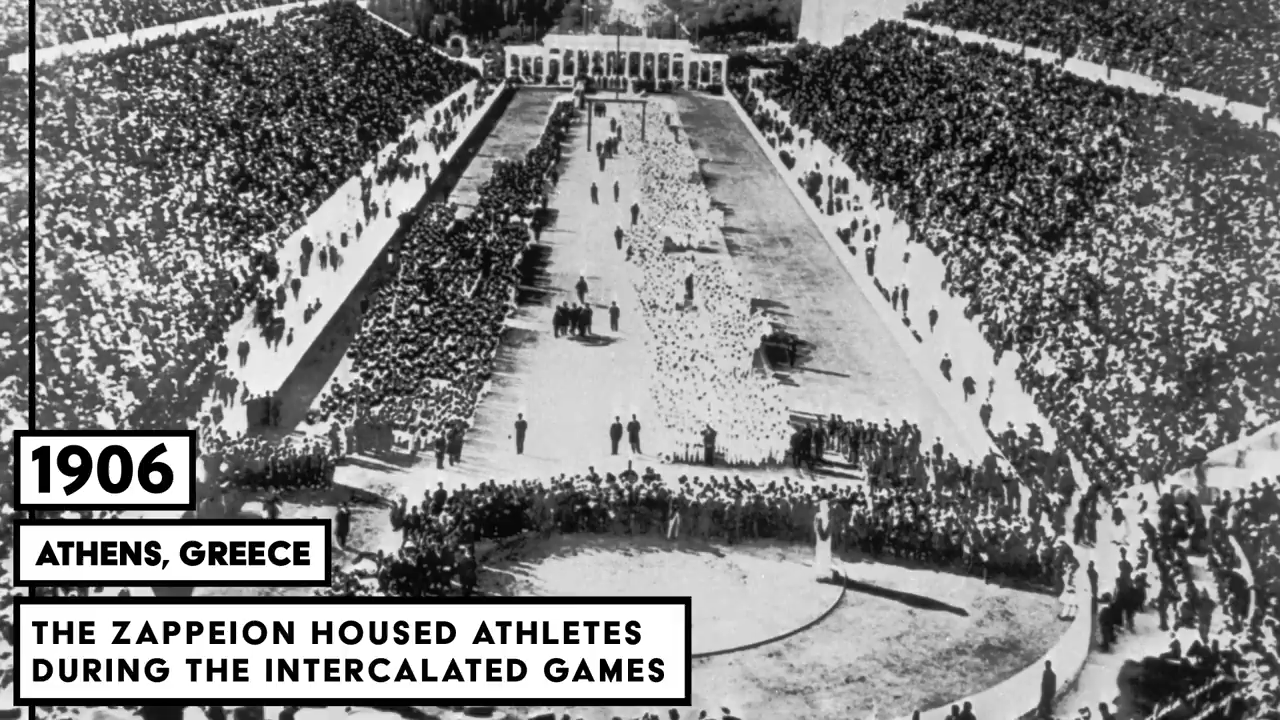 1906
ATHENS, GREECE
THE ZAPPEION HOUSED ATHLETES
DURING THE INTERCALATED GAMES